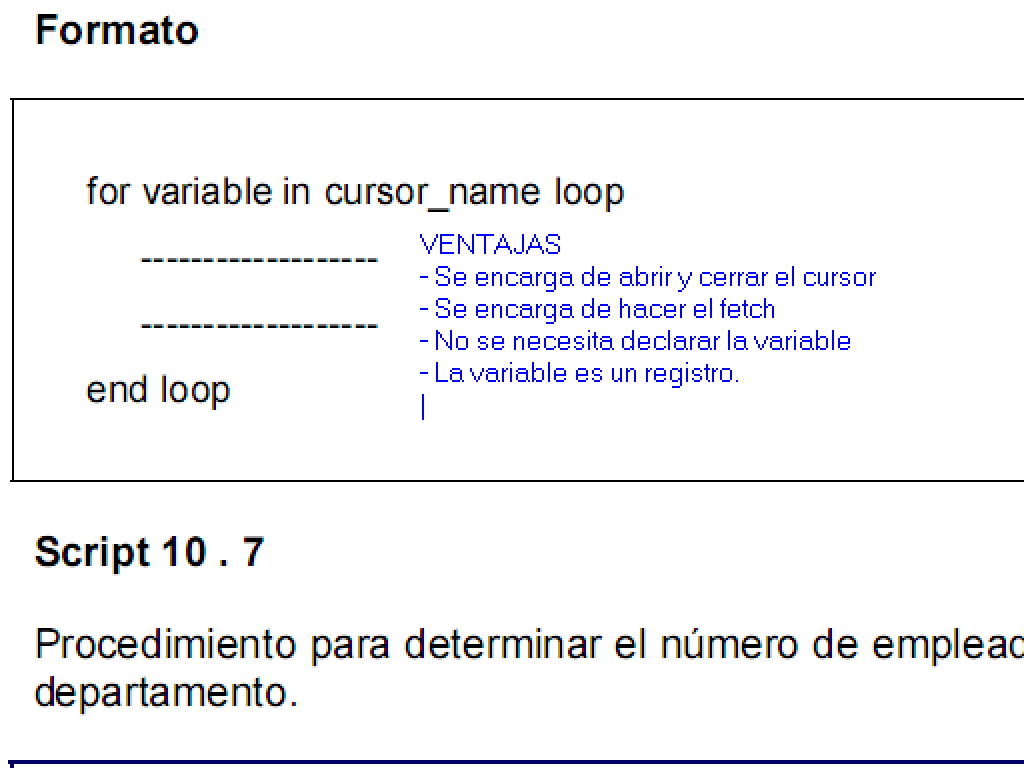 Formato
for variable in cursor_name loop
-------------------
VENTAJAS
- Se encarga de abrir y cerrar el cursor
- Se encarga de hacer el fetch
-------------------
- No se necesita declarar la variable
- La variable es un registro.
end loop
Script 10 . 7
Procedimiento para determinar el número de emplead
departamento.